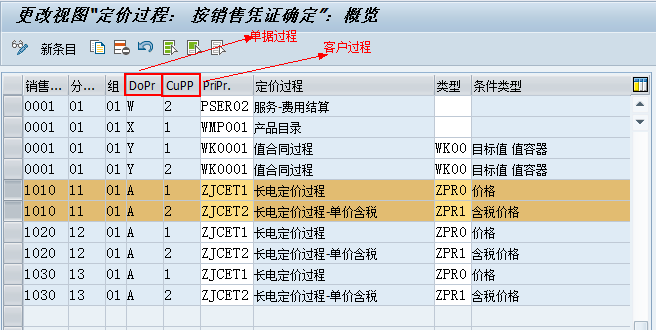 更改视图"定价过程： 按销售凭证确定"：概览
新条目
单据过程
客户过程
销售... 分... 组 DoPr CuPP PriPr. 定价过程 类型 条件类型
0001 01 01 W 2 PSER02 服务-费用结算
0001 01 01 X 1 WMP001 产品目录
0001 01 01 Y 1 WK0001 值合同过程 WK00 目标值 值容器
0001 01 01 Y 2 WK0001 值合同过程 WK00 目标值 值容器
1010 11 01 A 1 ZJCET1 长电定价过程 ZPR0 价格
1010 11 01 A 2 ZJCET2 长电定价过程-单价含税 ZPR1 含税价格
1020 12 01 A 1 ZJCET1 长电定价过程 ZPR0 价格
1020 12 01 A 2 ZJCET2 长电定价过程-单价含税 ZPR1 含税价格
1030 13 01 A 1 ZJCET1 长电定价过程 ZPR0 价格
1030 13 01 A 2 ZJCET2 长电定价过程-单价含税 ZPR1 含税价格